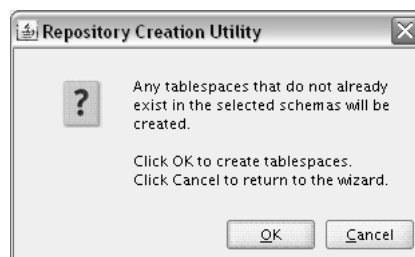 Repository Creation Utility
Any tablespaces that do not already
exist in the selected schemas will be
created.
Click OK to create tablespaces.
Click Cancel to return to the wizard.
OK
Cancel